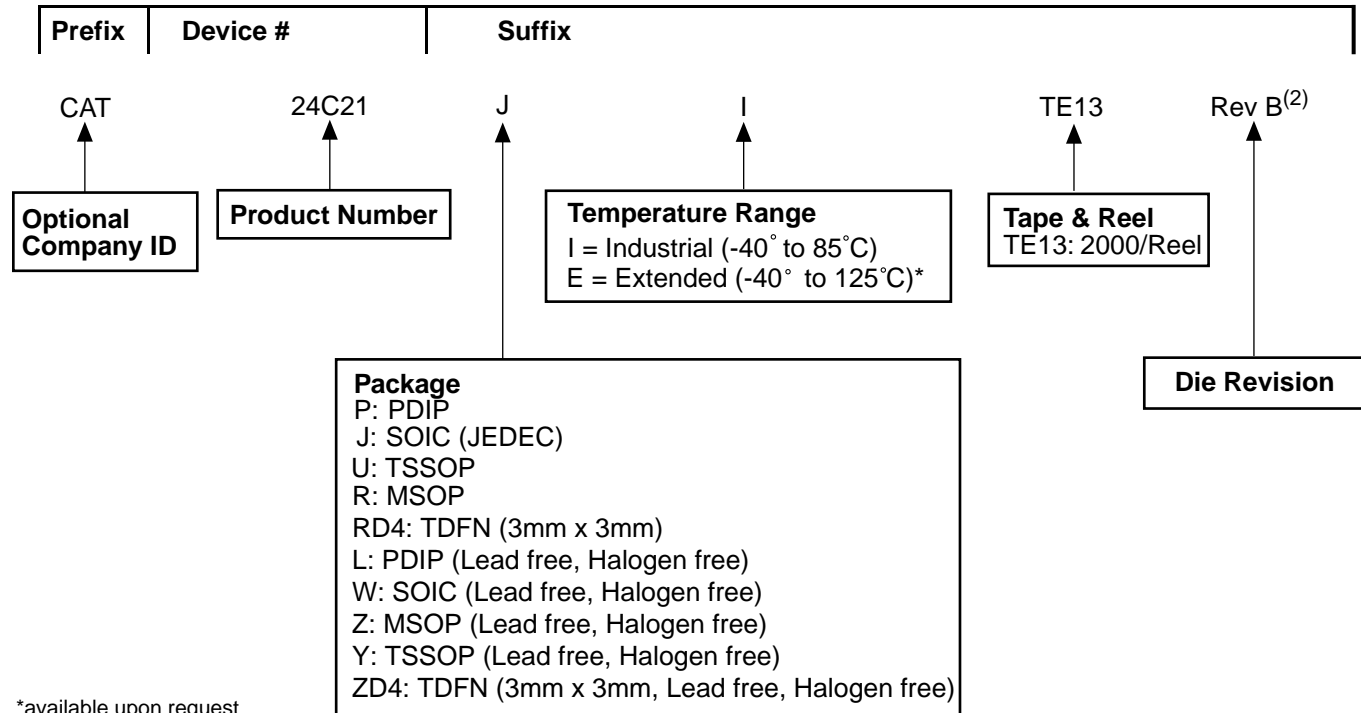 Prefix Device # Suffix
CAT 24C21 J I TE13 Rev B(2)
Optional
Company ID
Product Number
Temperature Range
I = Industrial (-40˚ to 85˚C)
E = Extended (-40° to 125˚C)*
Tape & Reel
TE13: 2000/Reel
Package
P: PDIP
J: SOIC (JEDEC)
U: TSSOP
R: MSOP
RD4: TDFN (3mm x 3mm)
L: PDIP (Lead free, Halogen free)
W: SOIC (Lead free, Halogen free)
Z: MSOP (Lead free, Halogen free)
Y: TSSOP (Lead free, Halogen free)
ZD4: TDFN (3mm x 3mm, Lead free, Halogen free)
Die Revision
*available upon request